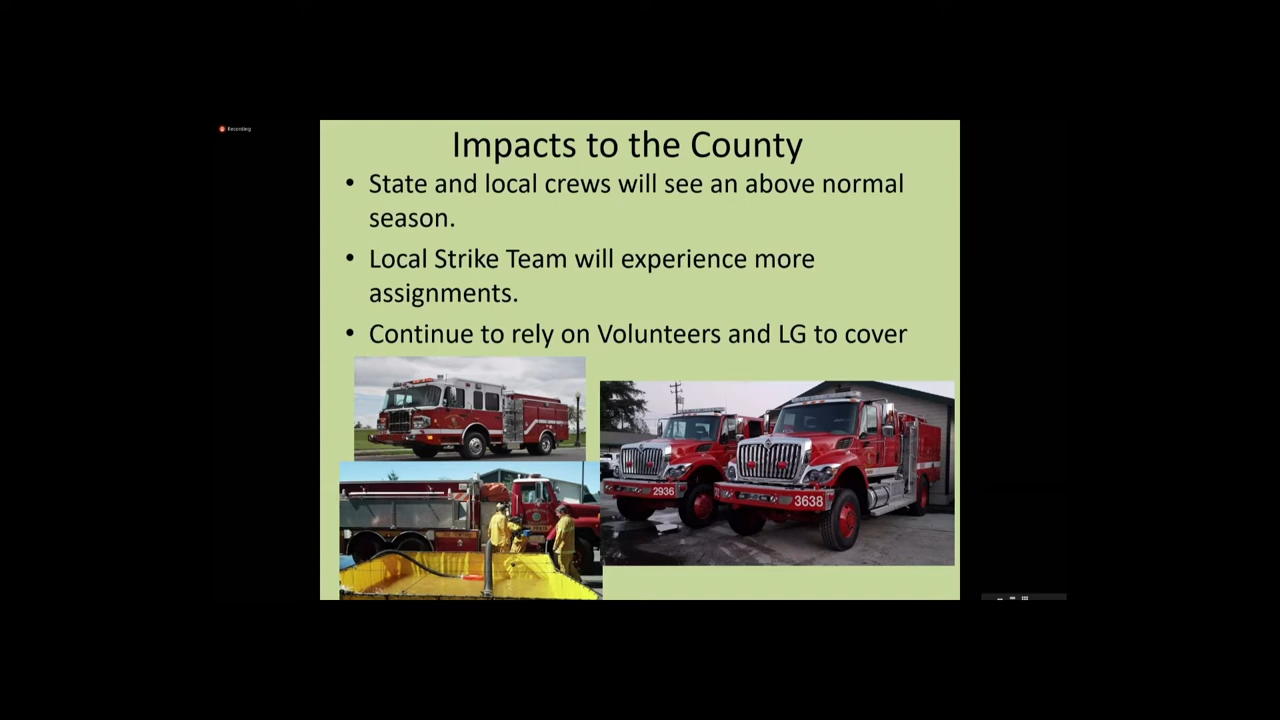 Recording
Impacts to the County
• State and local crews will see an above normal
season.
• Local Strike Team will experience more
assignments.
• Continue to rely on Volunteers and LG to cover
2936
3638